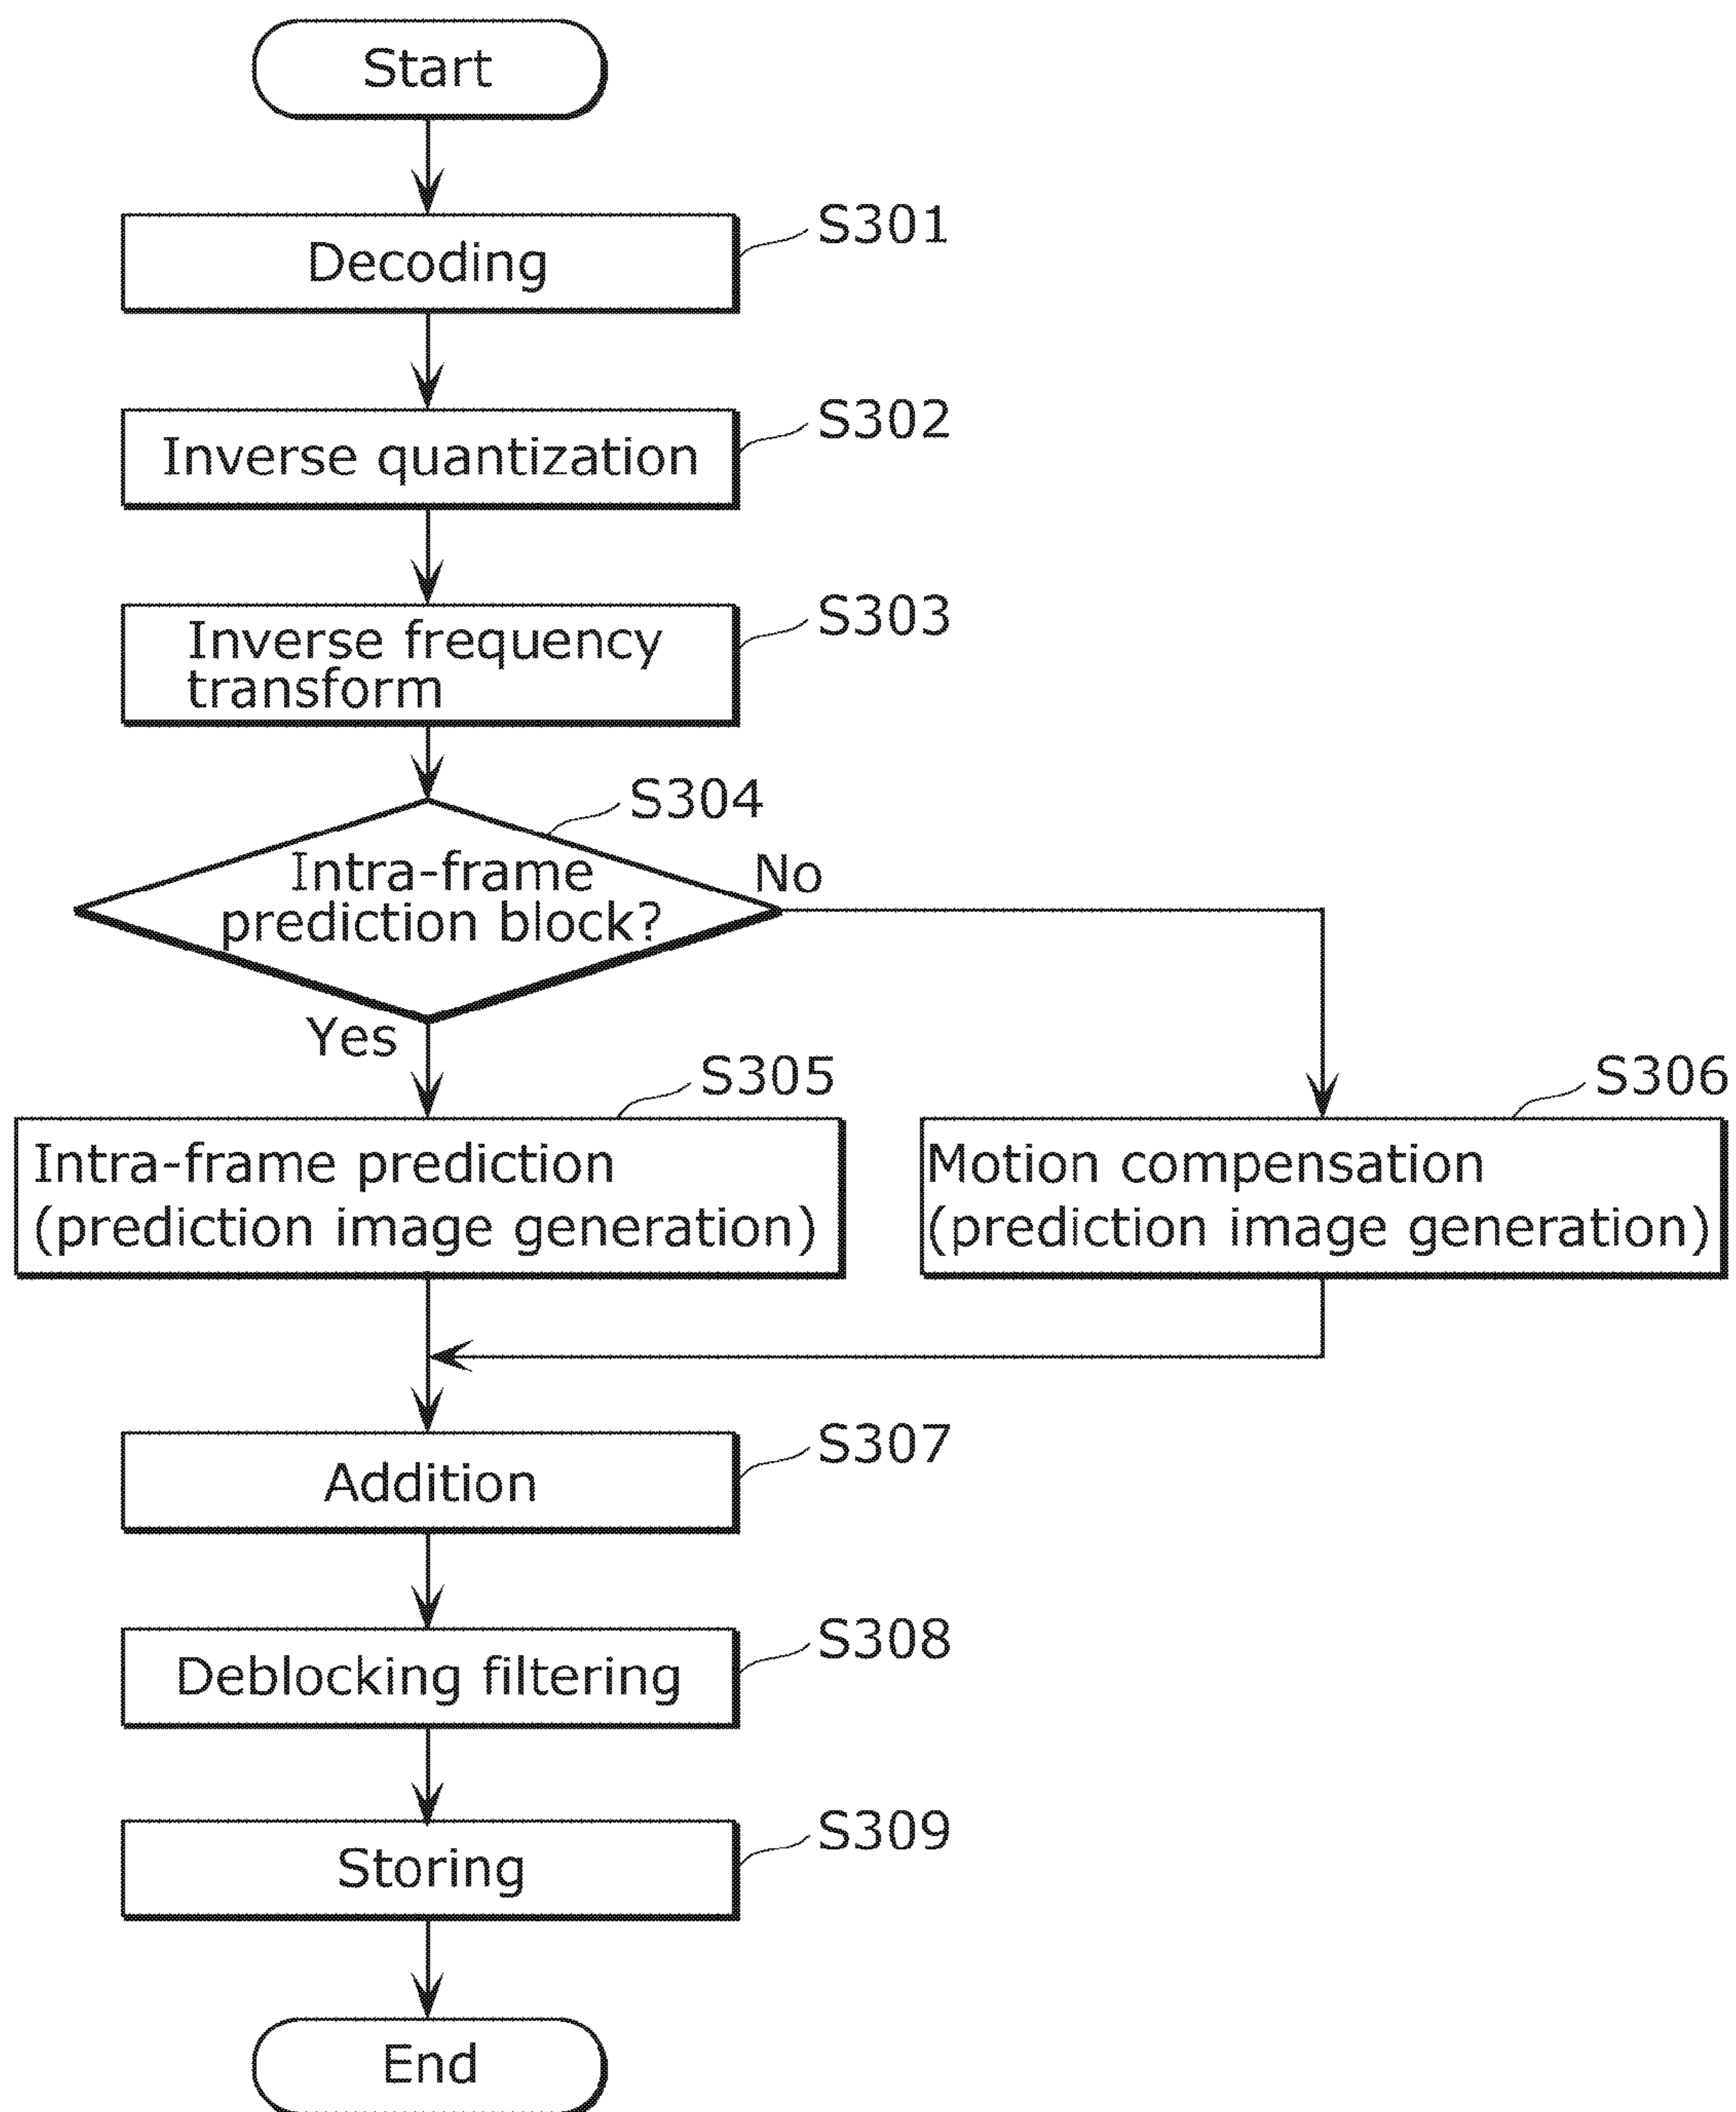 Start
S301
Decoding
S302
Inverse quantization
S303
Inverse frequency
transform
S304
Intra-frame
prediction block?
No
Yes
S305
Intra-frame prediction
(prediction image generation)
S306
Motion compensation
(prediction image generation)
S307
Addition
S308
Deblocking filtering
S309
Storing
End